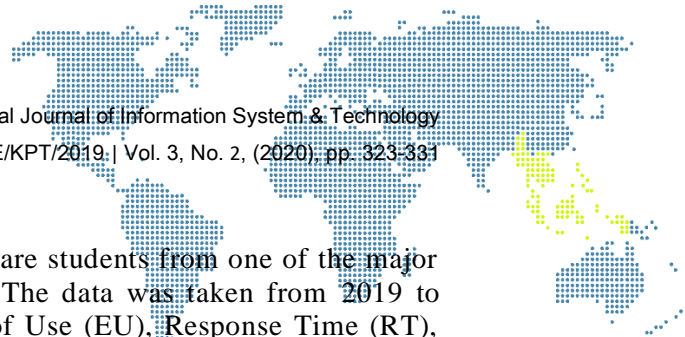 al Journal of Information System & Technology
E/KPT/2019 | Vol. 3, No. 2, (2020), pp. 323-331
are students from one of the major
The data was taken from 2019 to
of Use (EU), Response Time (RT),